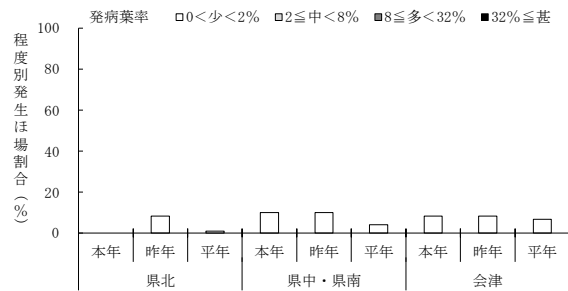 発病葉率 □0＜少＜2％ □2≦中＜8％ ■8≦多＜32％ ■32％≦甚
程度別発生ほ場割合（％）
100
80
60
40
20
0
本年 昨年 平年 本年 昨年 平年 本年 昨年 平年
県北 県中・県南 会津